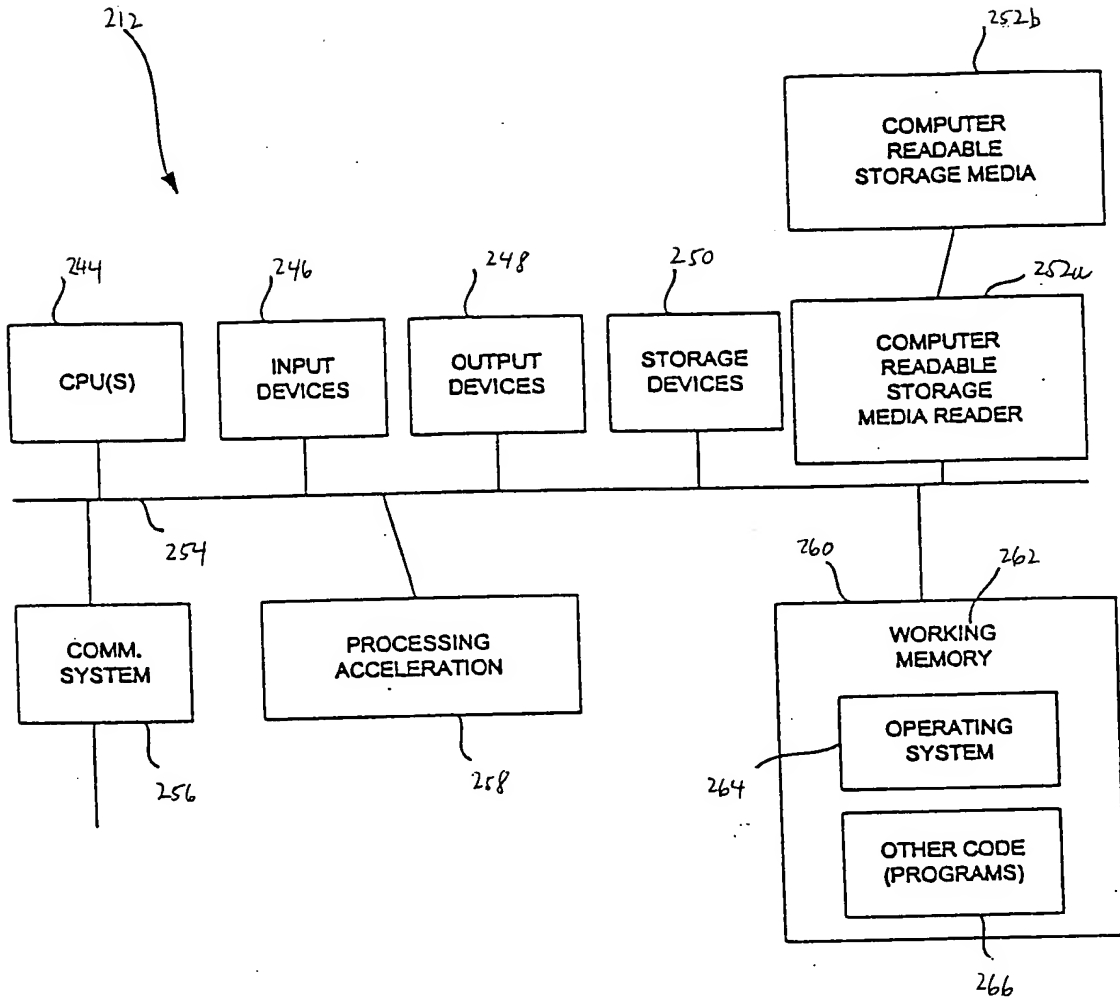 212
252b
COMPUTER
READABLE
STORAGE MEDIA
244
246
248
250
252a
CPU(S)
INPUT
DEVICES
OUTPUT
DEVICES
STORAGE
DEVICES
COMPUTER
READABLE
STORAGE
MEDIA READER
254
260
262
COMM.
SYSTEM
PROCESSING
ACCELERATION
WORKING
MEMORY
256
258
OPERATING
SYSTEM
264
OTHER CODE
(PROGRAMS)
266